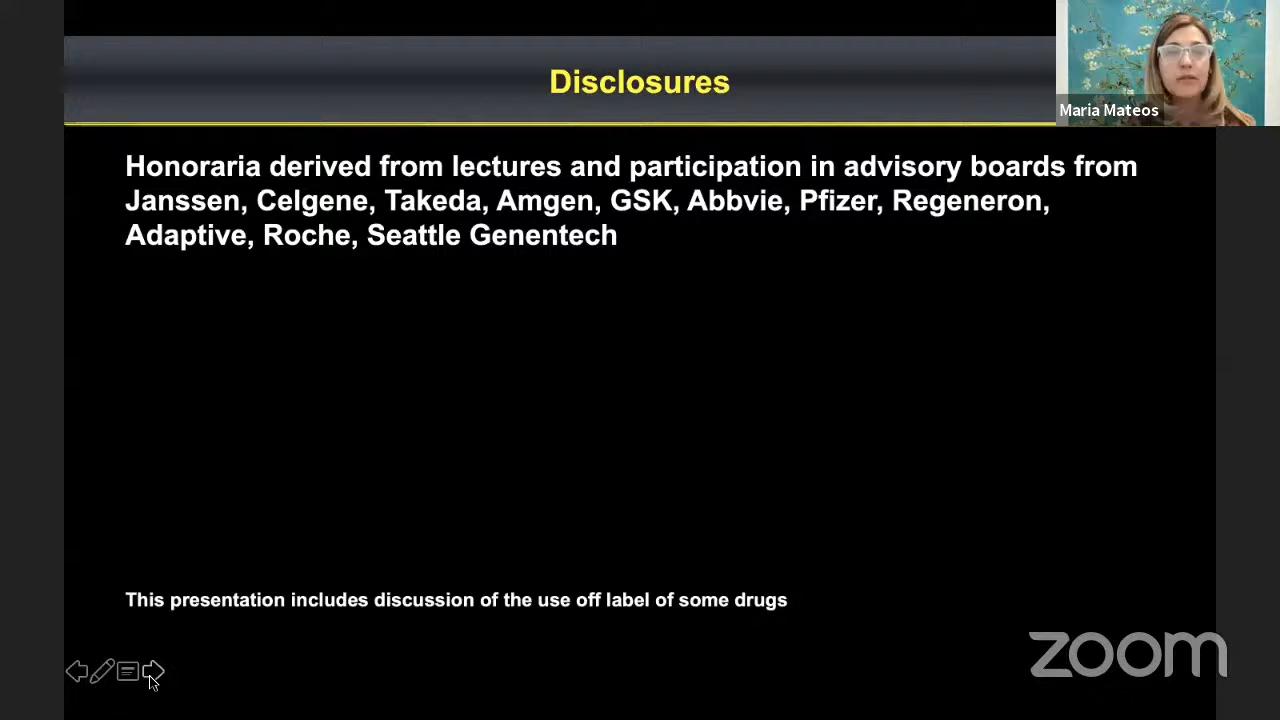 Disclosures
Maria Mateos
Honoraria derived from lectures and participation in advisory boards from
Janssen, Celgene, Takeda, Amgen, GSK, Abbvie, Pfizer, Regeneron,
Adaptive, Roche, Seattle Genentech
This presentation includes discussion of the use off label of some drugs
zoom